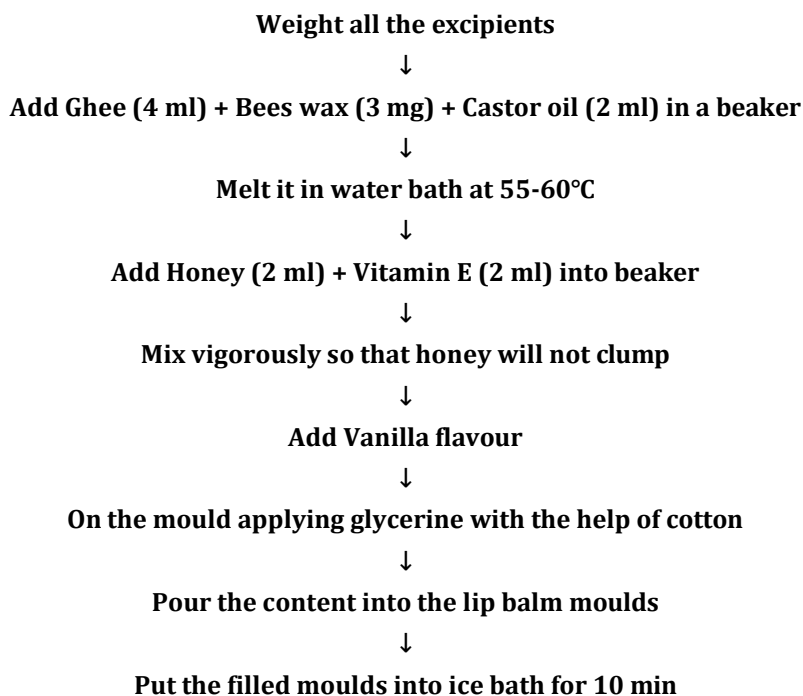 Weight all the excipients
↓
Add Ghee (4 ml) + Bees wax (3 mg) + Castor oil (2 ml) in a beaker
↓
Melt it in water bath at 55-60°C
↓
Add Honey (2 ml) + Vitamin E (2 ml) into beaker
↓
Mix vigorously so that honey will not clump
↓
Add Vanilla flavour
↓
On the mould applying glycerine with the help of cotton
↓
Pour the content into the lip balm moulds
↓
Put the filled moulds into ice bath for 10 min